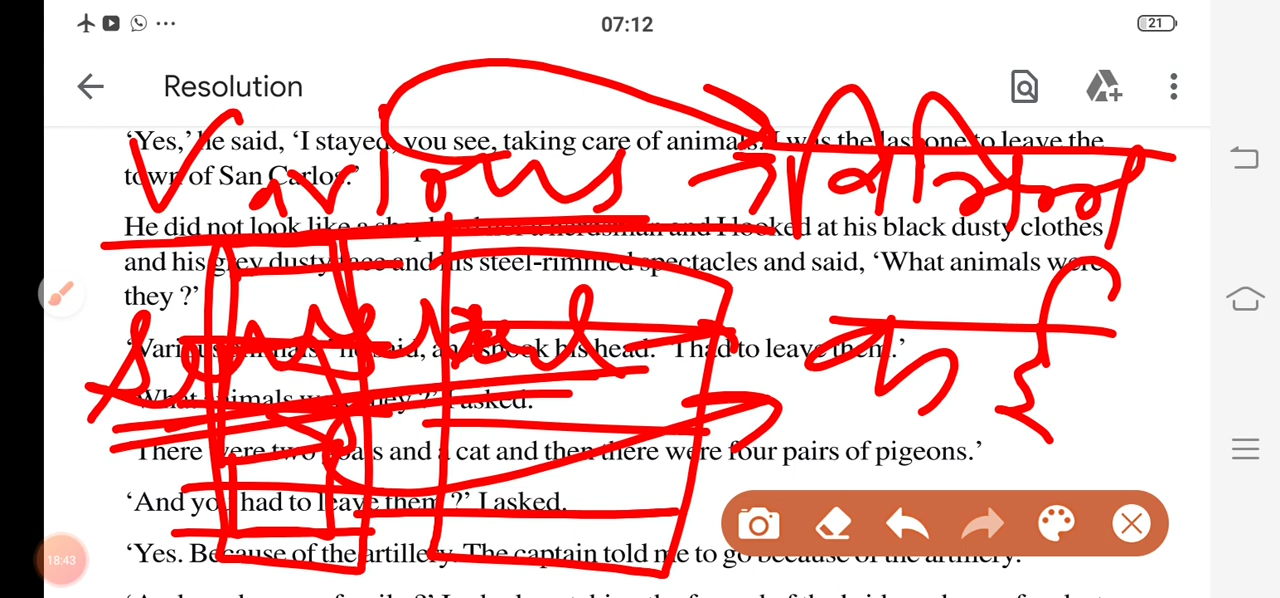 07:12
21
Resolution
‘Yes,’ he said, ‘I stayed, you see, taking care of animals. I was the last one to leave the
town of San Carlos.’
Various
He did not look like a shepherd nor a herdsman and I looked at his black dusty clothes
and his grey dusty face and his steel-rimmed spectacles and said, ‘What animals were
they ?’
several
‘Various animals,’ he said, and shook his head. ‘I had to leave them.’
‘What animals were they ?’ I asked.
‘There were two goats and a cat and then there were four pairs of pigeons.’
‘And you had to leave them ?’ I asked.
‘Yes. Because of the artillery. The captain told me to go because of the artillery.’
18:43